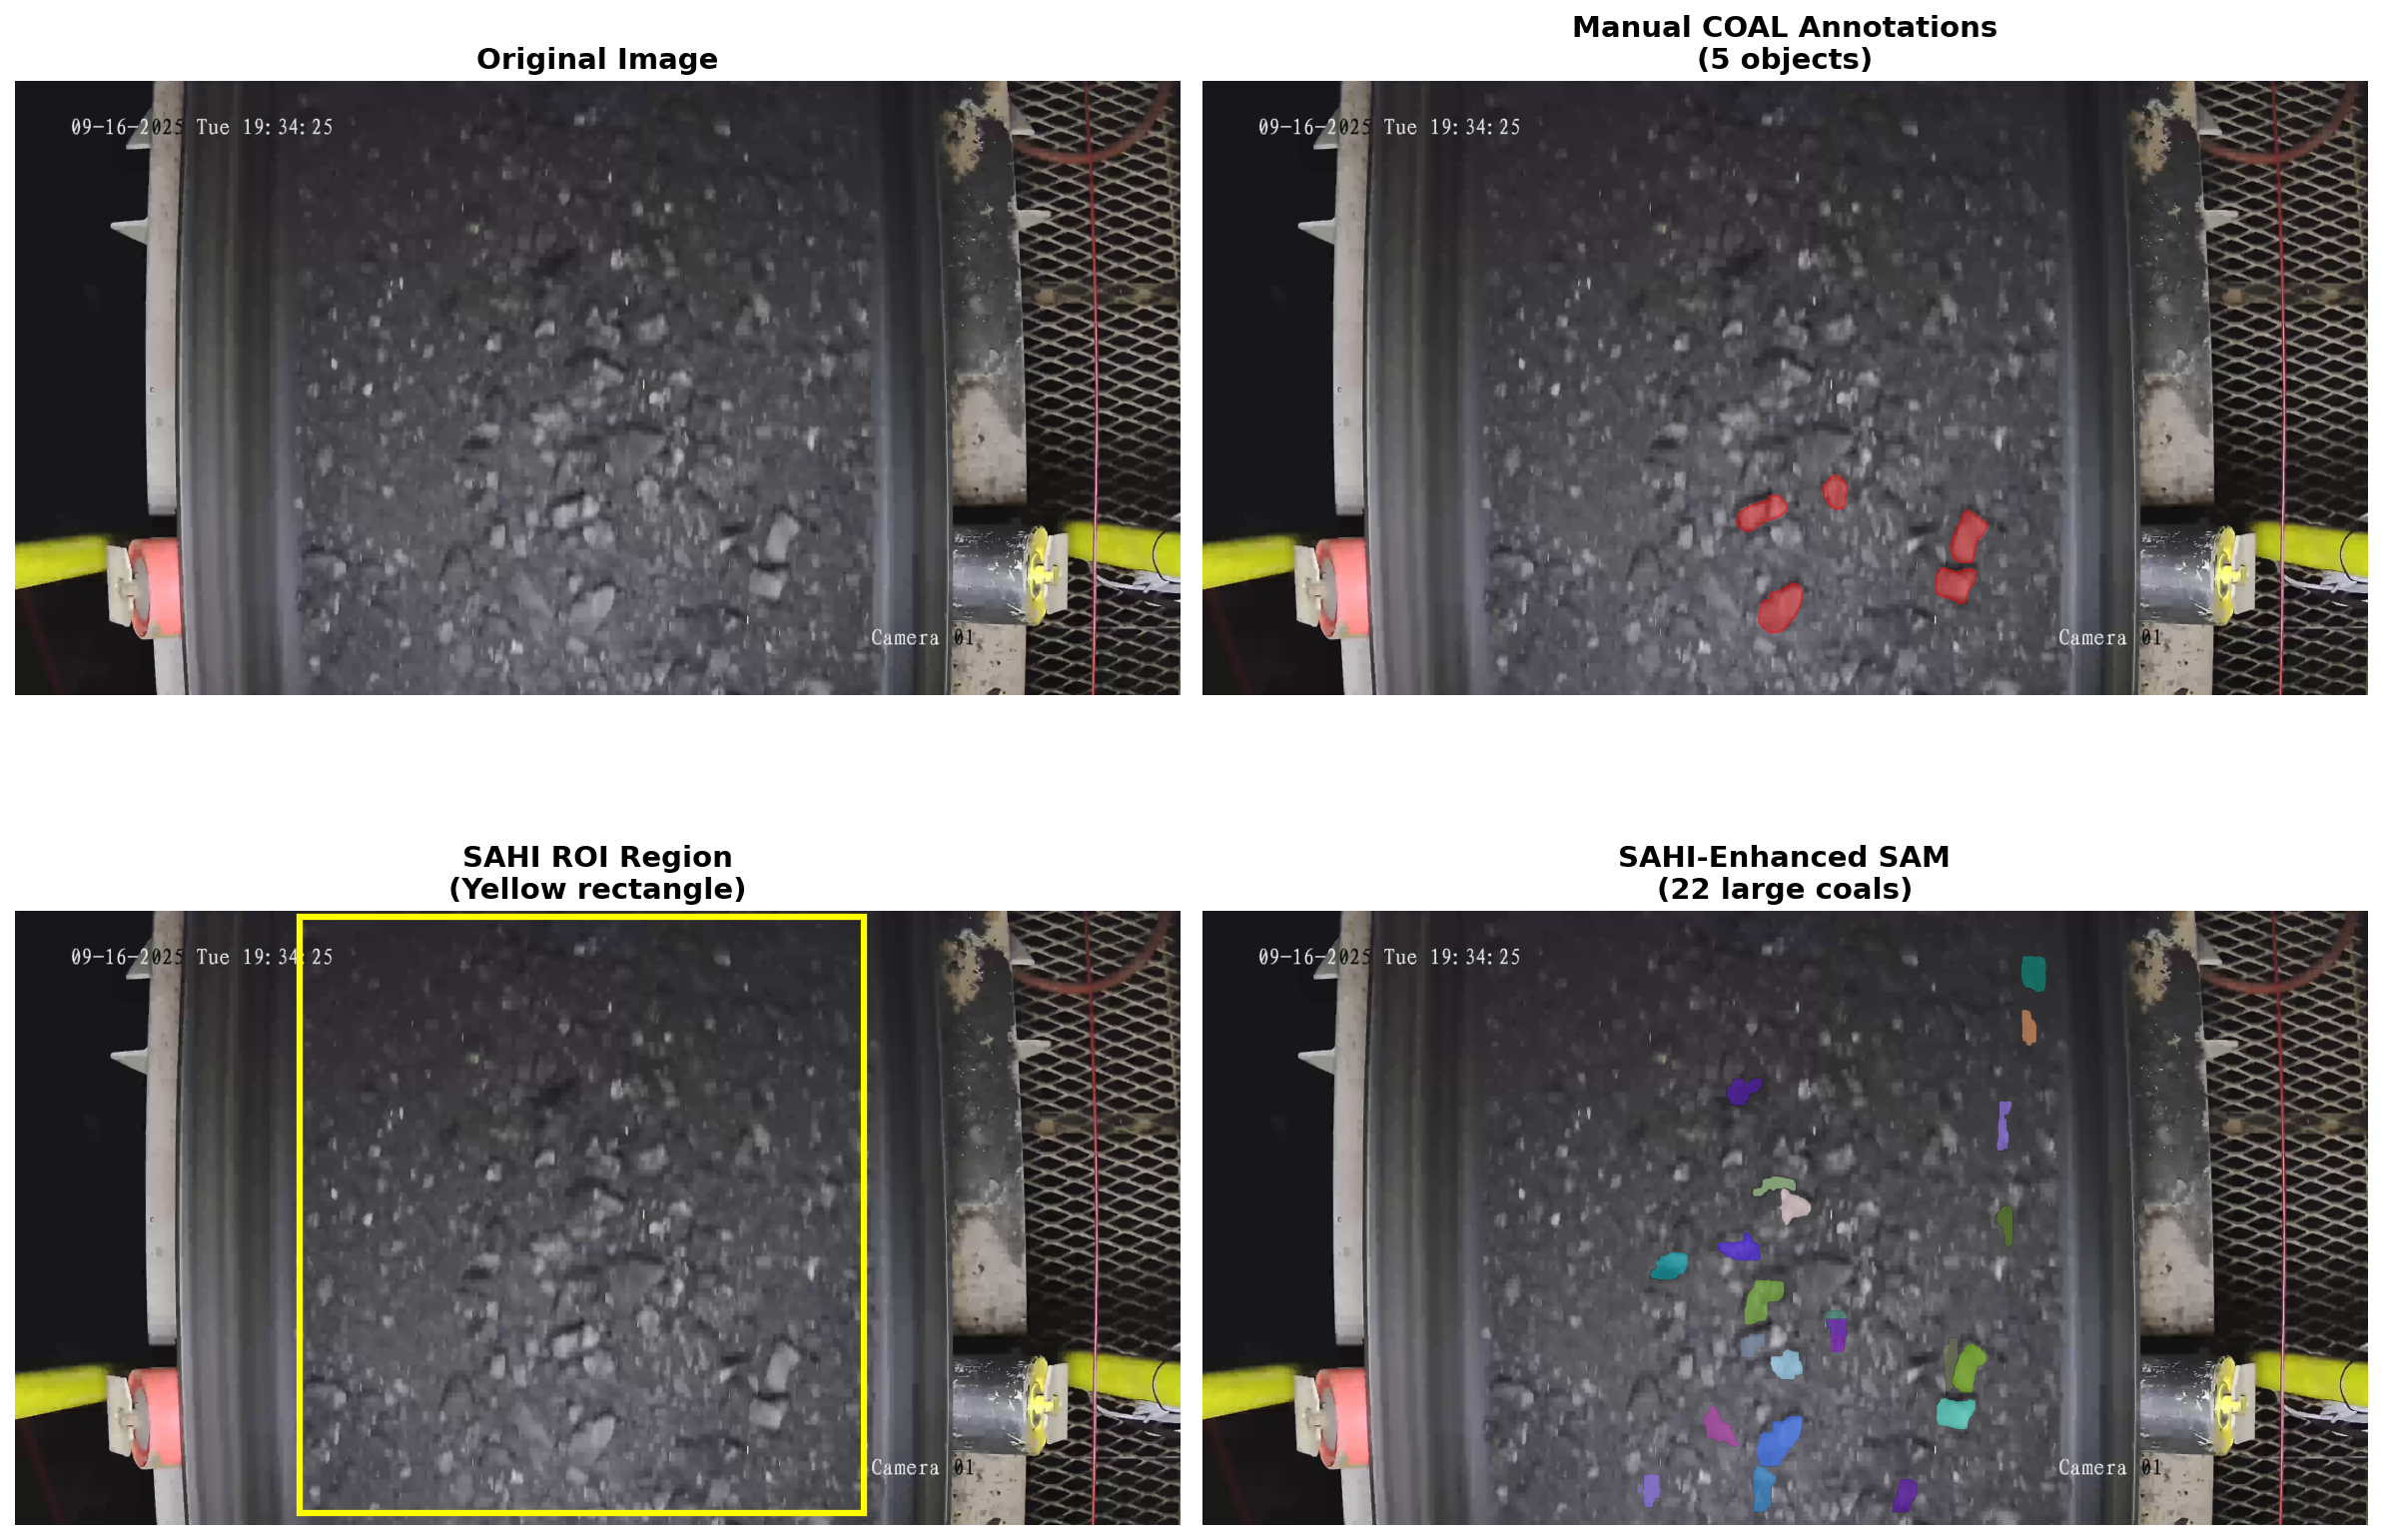 Original Image
09-16-2025 Tue 19:34:25
Camera 01
Manual COAL Annotations
(5 objects)
09-16-2025 Tue 19:34:25
Camera 01
SAHI ROI Region
(Yellow rectangle)
09-16-2025 Tue 19:34:25
Camera 01
SAHI-Enhanced SAM
(22 large coals)
09-16-2025 Tue 19:34:25
Camera 01